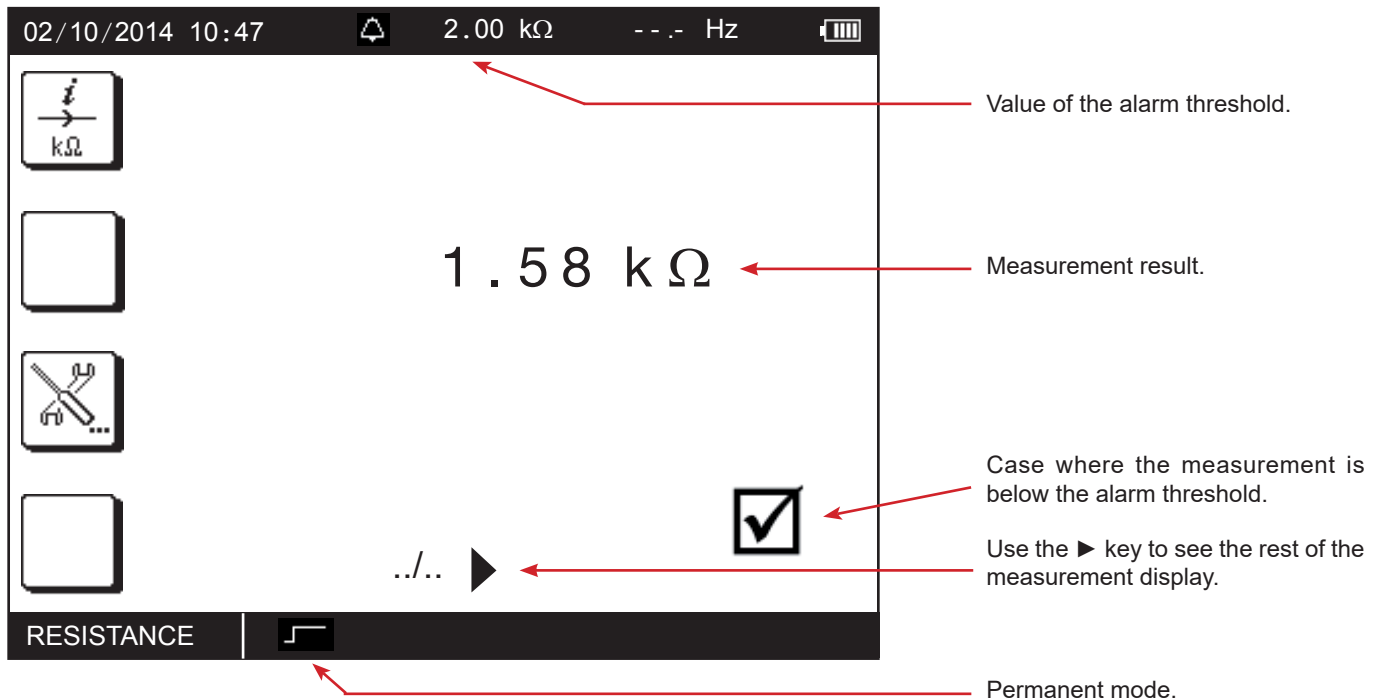 02/10/2014 10:47 2.00 kΩ - - .- Hz
Value of the alarm threshold.
i
kΩ
1.58 kΩ
Measurement result.
...
Case where the measurement is
below the alarm threshold.
../.. ►
Use the ► key to see the rest of the
measurement display.
RESISTANCE
Permanent mode.